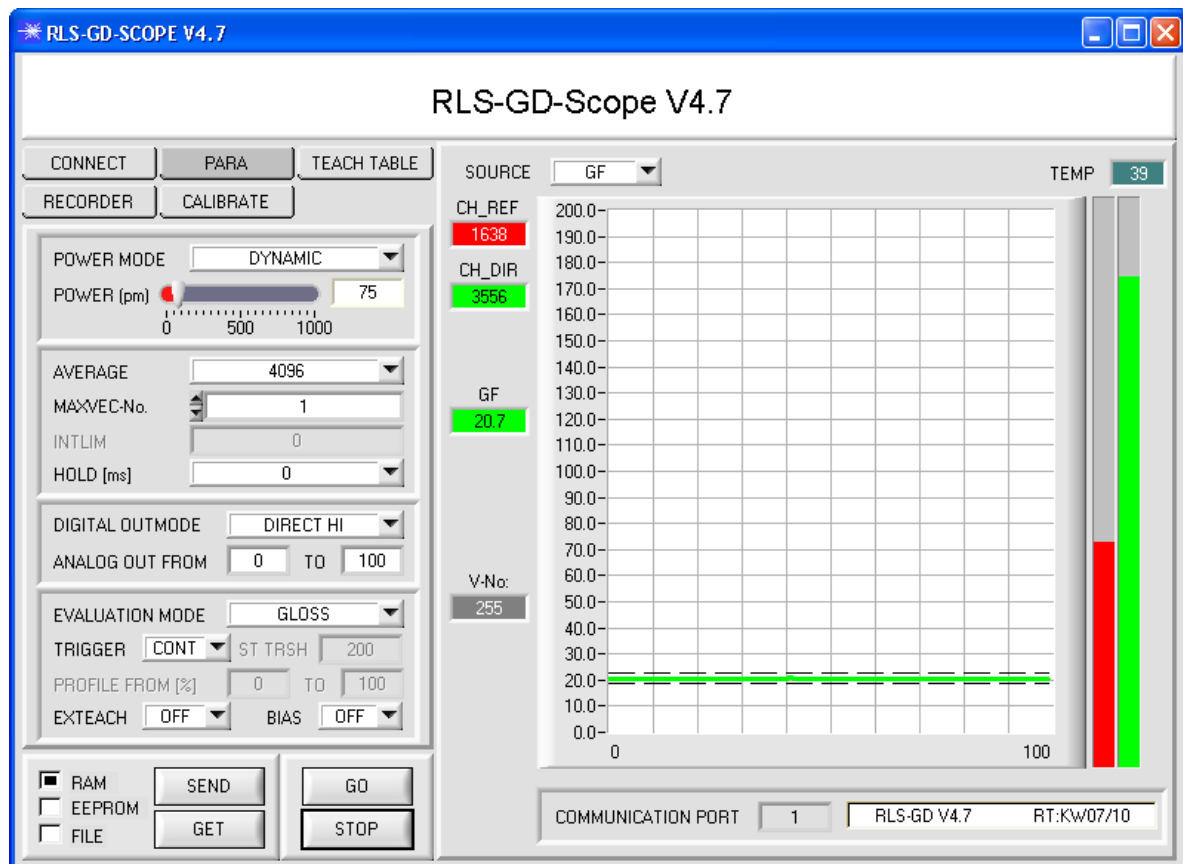 RLS-GD-SCOPE V4.7
RLS-GD-Scope V4.7
CONNECT PARA TEACH TABLE
RECORDER CALIBRATE
POWER MODE DYNAMIC
POWER (pm) 75
0 500 1000
AVERAGE 4096
MAXVEC-No. 1
INTLIM 0
HOLD [ms] 0
DIGITAL OUTMODE DIRECT HI
ANALOG OUT FROM 0 TO 100
EVALUATION MODE GLOSS
TRIGGER CONT ST TRSH 200
PROFILE FROM [%] 0 TO 100
EXTEACH OFF BIAS OFF
RAM
EEPROM
FILE
SEND
GET
GO
STOP
SOURCE GF
TEMP 39
CH_REF
1638
CH_DIR
3556
GF
20.7
V-No:
255
200.0
190.0
180.0
170.0
160.0
150.0
140.0
130.0
120.0
110.0
100.0
90.0
80.0
70.0
60.0
50.0
40.0
30.0
20.0
10.0
0.0
0 100
COMMUNICATION PORT 1 RLS-GD V4.7 RT:KW07/10